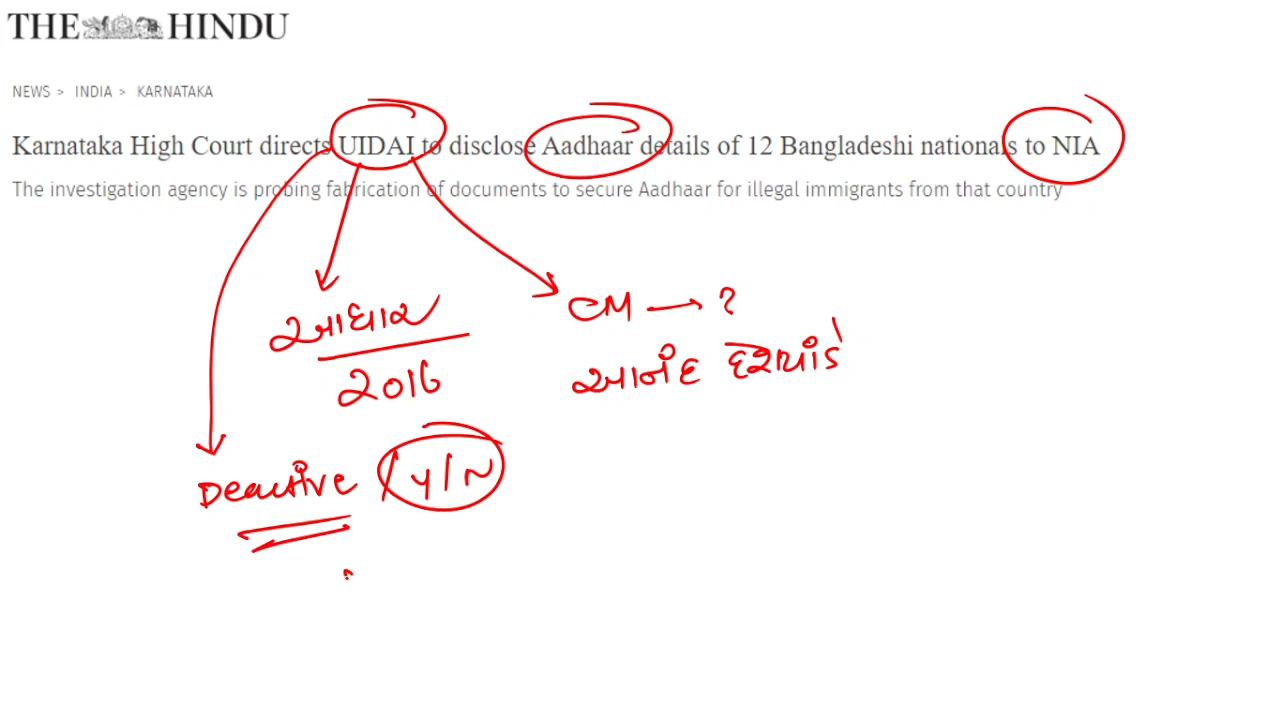 THE HINDU
NEWS > INDIA > KARNATAKA
Karnataka High Court directs UIDAI to disclose Aadhaar details of 12 Bangladeshi nationals to NIA
The investigation agency is probing fabrication of documents to secure Aadhaar for illegal immigrants from that country
આધાર
2016
CM → ?
આનંદ
Deactive (Y/N)